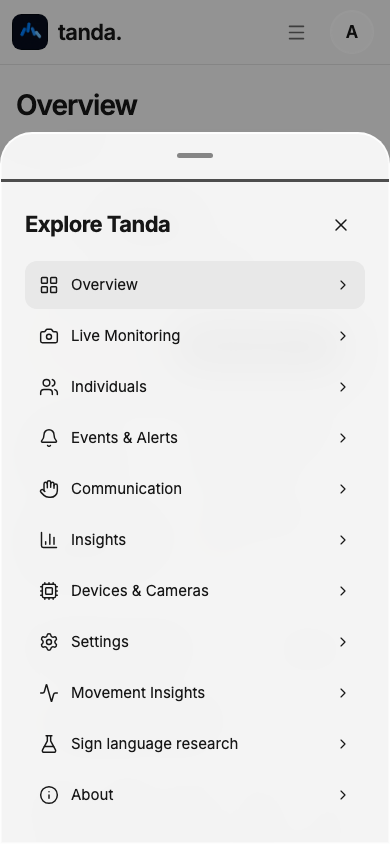 tanda.
A
Overview
Explore Tanda
Overview
Live Monitoring
Individuals
Events & Alerts
Communication
Insights
Devices & Cameras
Settings
Movement Insights
Sign language research
About